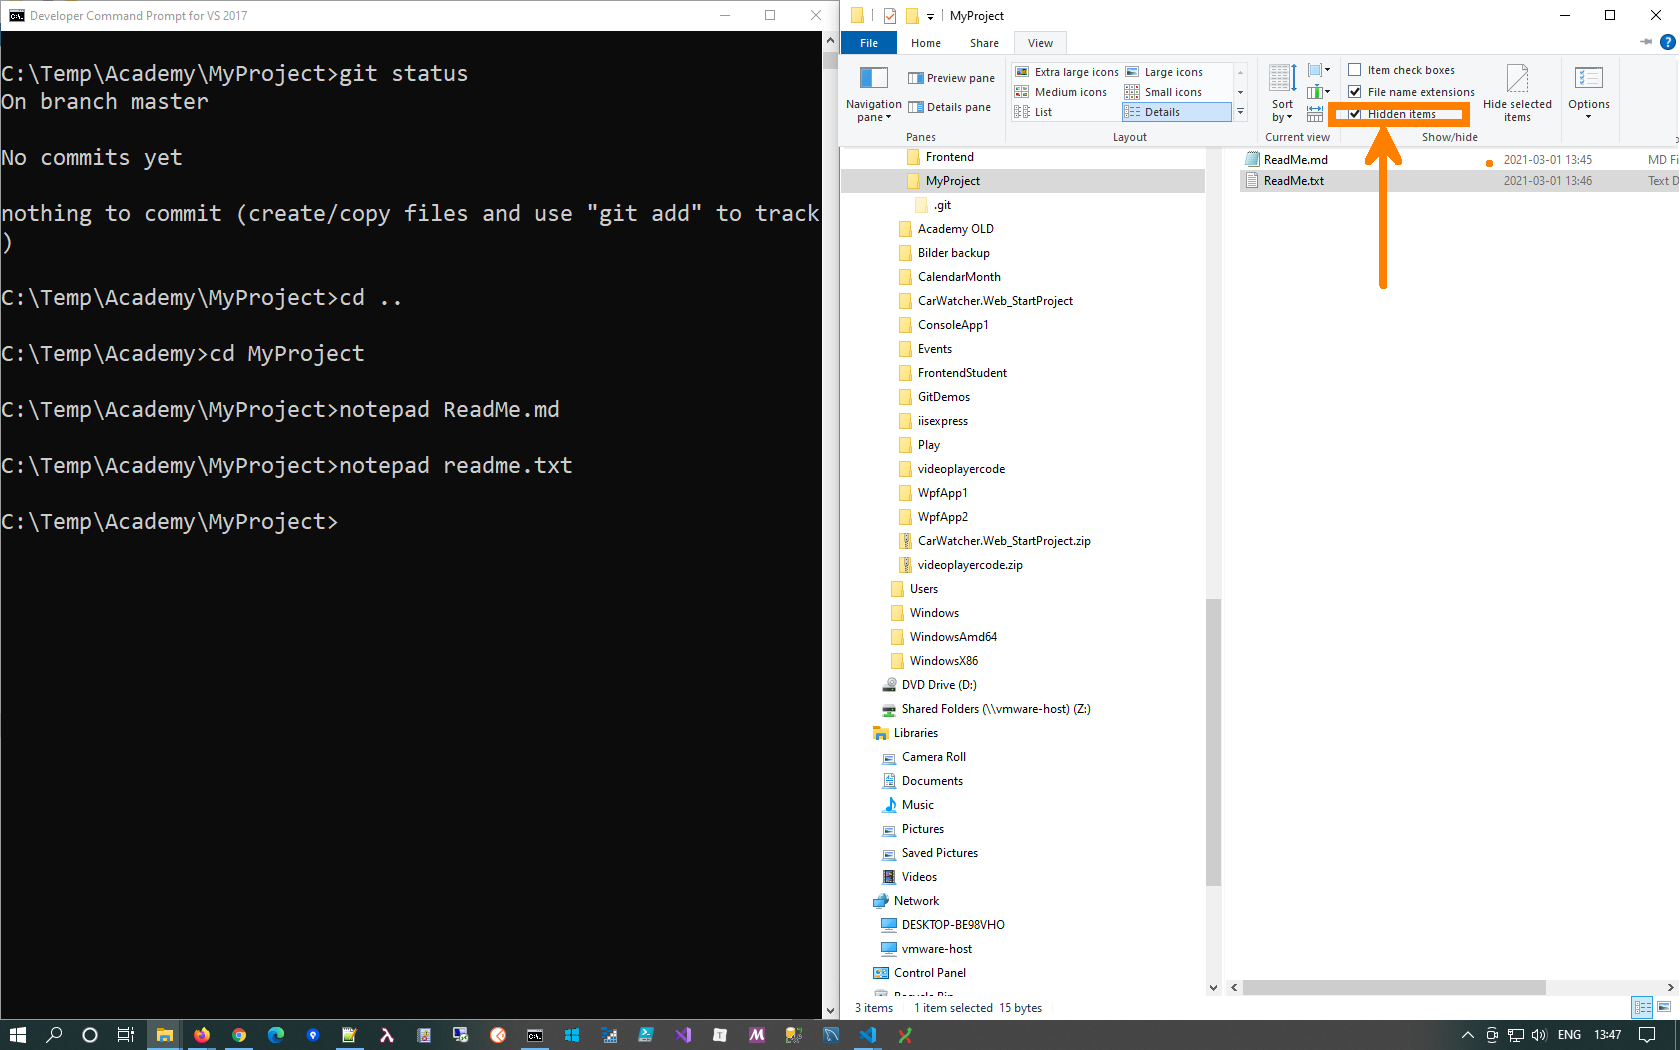 Developer Command Prompt for VS 2017
C:\Temp\Academy\MyProject>git status
On branch master
No commits yet
nothing to commit (create/copy files and use "git add" to track
)
C:\Temp\Academy\MyProject>cd ..
C:\Temp\Academy>cd MyProject
C:\Temp\Academy\MyProject>notepad ReadMe.md
C:\Temp\Academy\MyProject>notepad readme.txt
C:\Temp\Academy\MyProject>
MyProject
File Home Share View
Navigation pane
Preview pane
Details pane
Panes
Extra large icons Large icons
Medium icons Small icons
List Details
Layout
Sort by
Current view
Item check boxes
File name extensions
Hidden items
Show/hide
Hide selected items
Options
Frontend
MyProject
.git
Academy OLD
Bilder backup
CalendarMonth
CarWatcher.Web_StartProject
ConsoleApp1
Events
FrontendStudent
GitDemos
iisexpress
Play
videoplayercode
WpfApp1
WpfApp2
CarWatcher.Web_StartProject.zip
videoplayercode.zip
Users
Windows
WindowsAmd64
WindowsX86
DVD Drive (D:)
Shared Folders (\\vmware-host) (Z:)
Libraries
Camera Roll
Documents
Music
Pictures
Saved Pictures
Videos
Network
DESKTOP-BE98VHO
vmware-host
Control Panel
ReadMe.md 2021-03-01 13:45 MD Fi
ReadMe.txt 2021-03-01 13:46 Text D
3 items 1 item selected 15 bytes
ENG 13:47